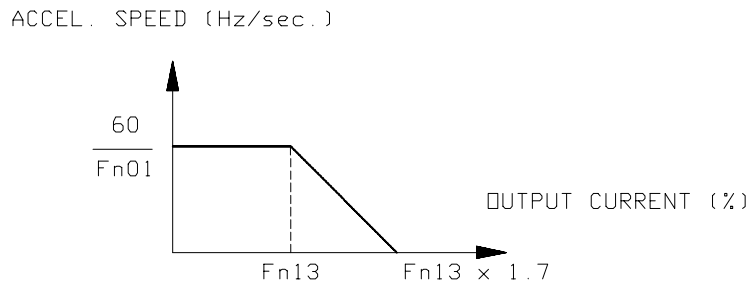 ACCEL. SPEED (Hz/sec.)
60
Fn01
OUTPUT CURRENT (%)
Fn13
Fn13 x 1.7